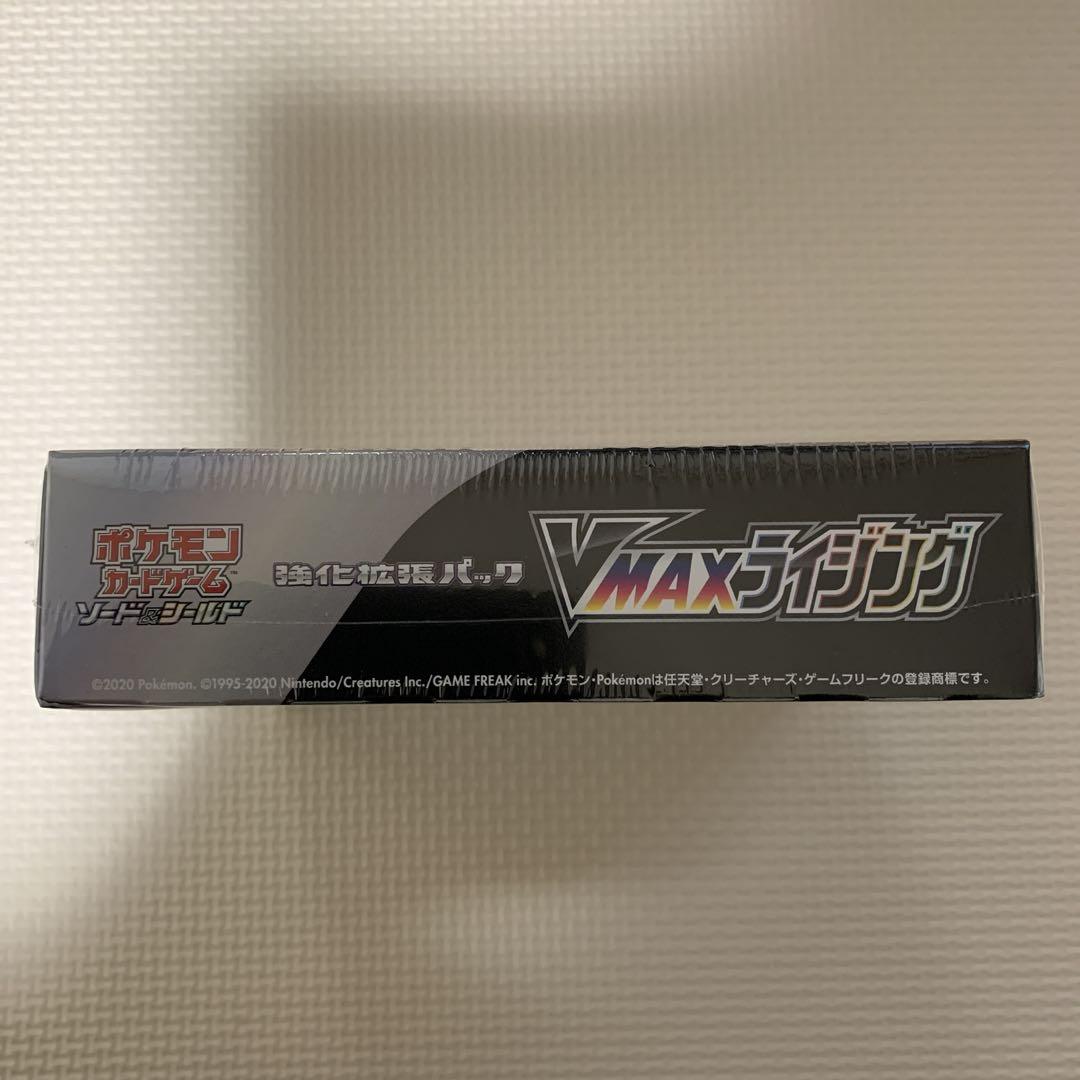 ポケモン
カードゲーム™
ソード&シールド
強化拡張パック
VMAXライジング
©2020 Pokémon. ©1995-2020 Nintendo/Creatures Inc./GAME FREAK inc. ポケモン・Pokémonは任天堂・クリーチャーズ・ゲームフリークの登録商標です。